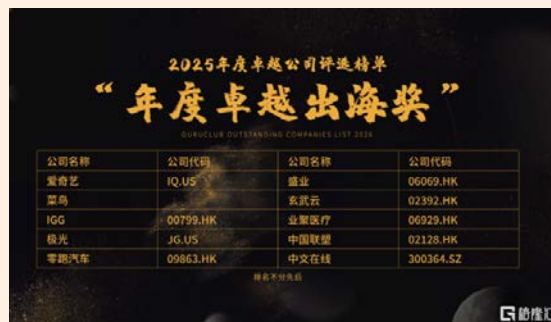 2025年度卓越公司评选榜单
“年度卓越出海奖”
GURUCLUB OUTSTANDING COMPANIES LIST 2026
公司名称 公司代码 公司名称 公司代码
爱奇艺 IQ.US 盛业 06069.HK
菜鸟 玄武云 02392.HK
IGG 00799.HK 业聚医疗 06929.HK
极光 JG.US 中国联塑 02128.HK
零跑汽车 09863.HK 中文在线 300364.SZ
排名不分先后
格隆汇